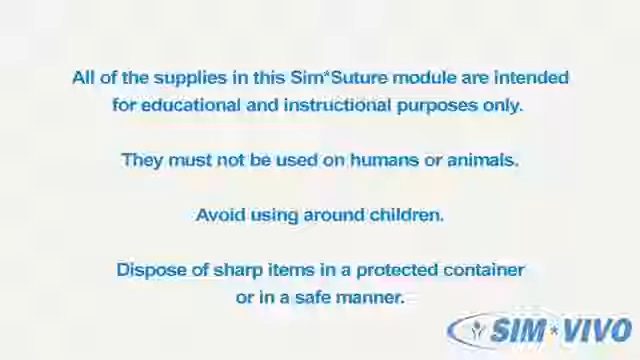 All of the supplies in this Sim*Suture module are intended
for educational and instructional purposes only.
They must not be used on humans or animals.
Avoid using around children.
Dispose of sharp items in a protected container
or in a safe manner.
SIM*VIVO